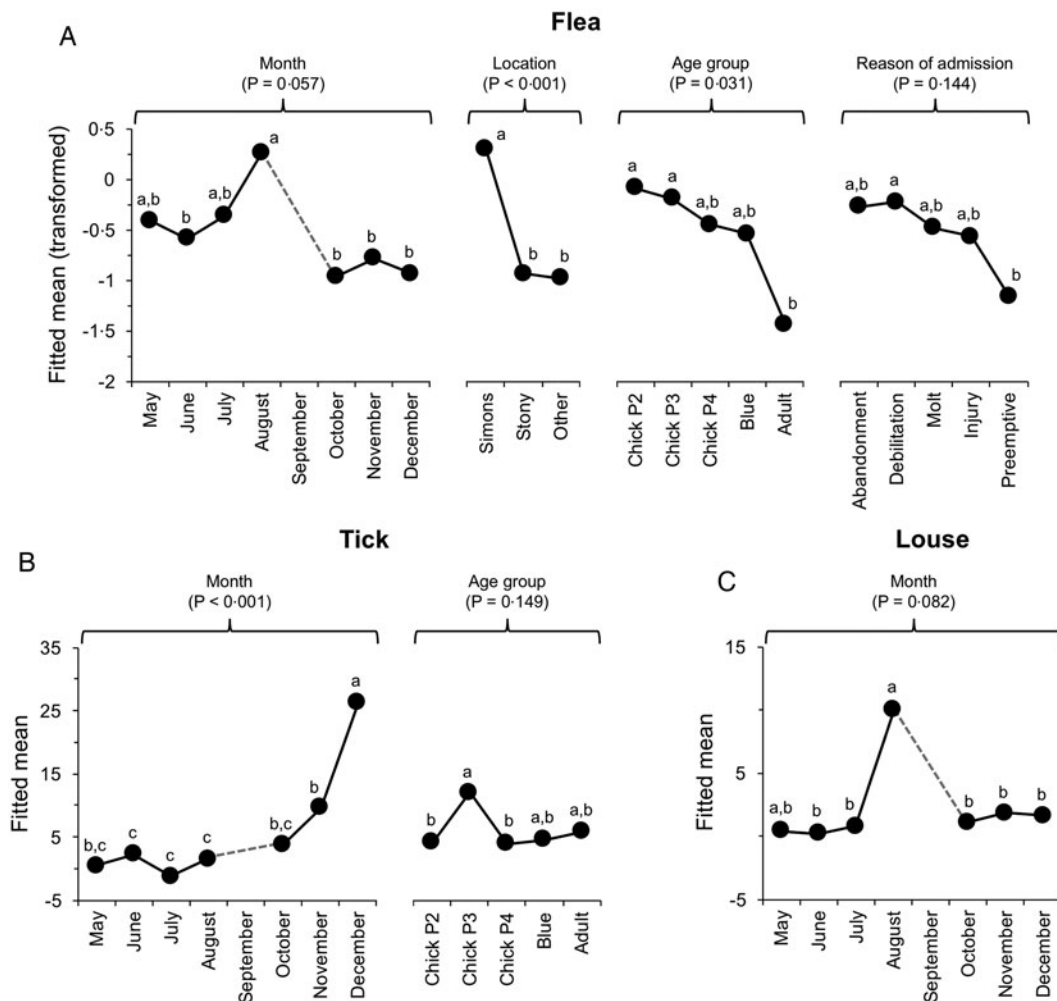 Flea
A
Month
(P = 0·057)
Location
(P < 0·001)
Age group
(P = 0·031)
Reason of admission
(P = 0·144)
Fitted mean (transformed)
0·5
0
-0·5
-1
-1·5
-2
a,b
b
a,b
a
b
b
b
May
June
July
August
September
October
November
December
a
b
b
Simons
Stony
Other
a
a
a,b
a,b
b
Chick P2
Chick P3
Chick P4
Blue
Adult
a,b
a
a,b
a,b
b
Abandonment
Debilitation
Molt
Injury
Preemptive
Tick
B
Month
(P < 0·001)
Age group
(P = 0·149)
Fitted mean
35
25
15
5
-5
b,c
c
c
c
b,c
b
a
May
June
July
August
September
October
November
December
b
a
b
a,b
a,b
Chick P2
Chick P3
Chick P4
Blue
Adult
Louse
C
Month
(P = 0·082)
Fitted mean
15
5
-5
a,b
b
b
a
b
b
b
May
June
July
August
September
October
November
December